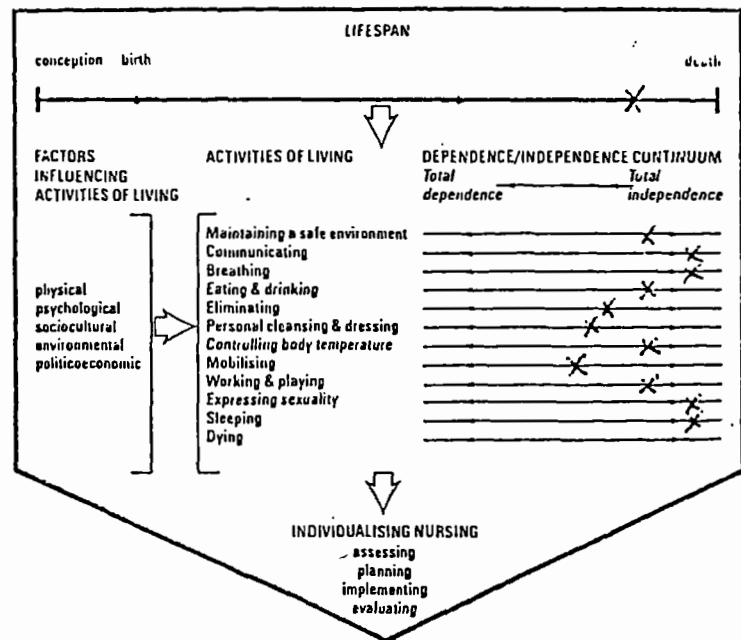 LIFESPAN
conception birth death
FACTORS INFLUENCING ACTIVITIES OF LIVING
ACTIVITIES OF LIVING
DEPENDENCE/INDEPENDENCE CONTINUUM
Total dependence
Total independence
physical
psychological
sociocultural
environmental
politicoeconomic
Maintaining a safe environment
Communicating
Breathing
Eating & drinking
Eliminating
Personal cleansing & dressing
Controlling body temperature
Mobilising
Working & playing
Expressing sexuality
Sleeping
Dying
INDIVIDUALISING NURSING
assessing
planning
implementing
evaluating